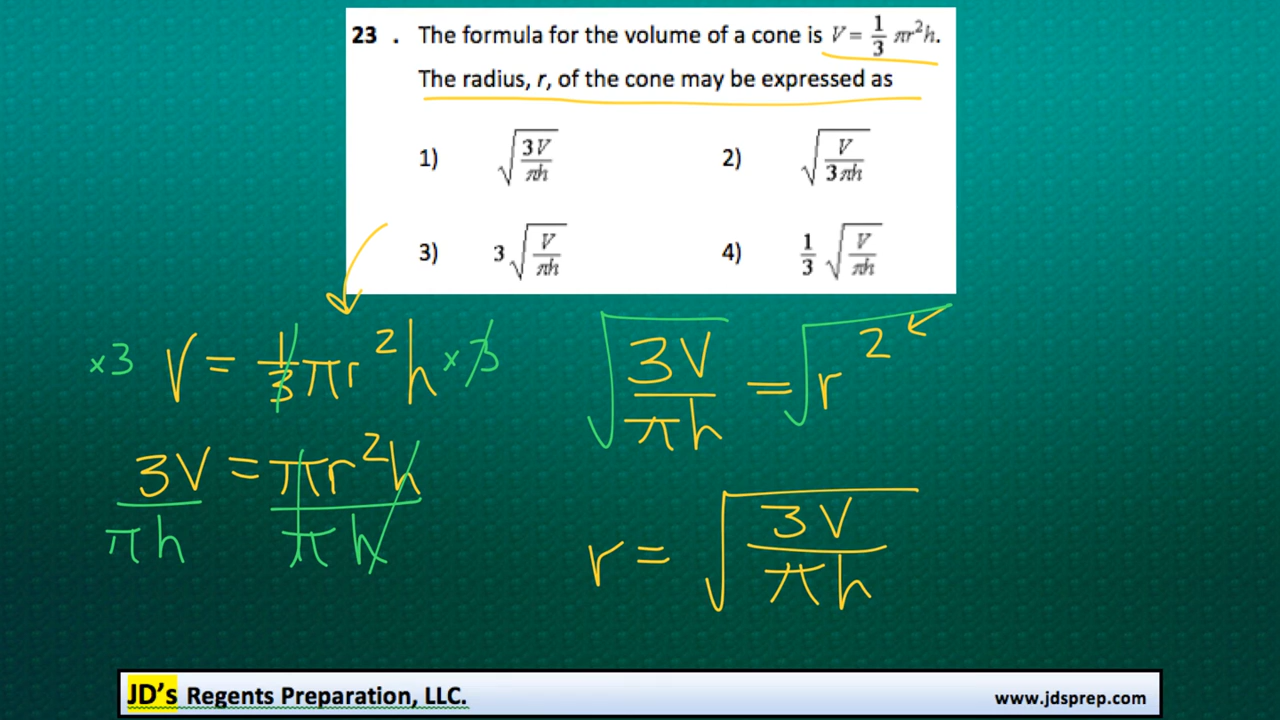 23 . The formula for the volume of a cone is V = 1/3 πr²h.
The radius, r, of the cone may be expressed as
1) √(3V/πh) 2) √(V/3πh)
3) 3√(V/πh) 4) 1/3 √(V/πh)
×3 V = 1/3 πr²h ×3
3V = πr²h
πh πh
√(3V/πh) = √r²
r = √(3V/πh)
JD's Regents Preparation, LLC. www.jdsprep.com